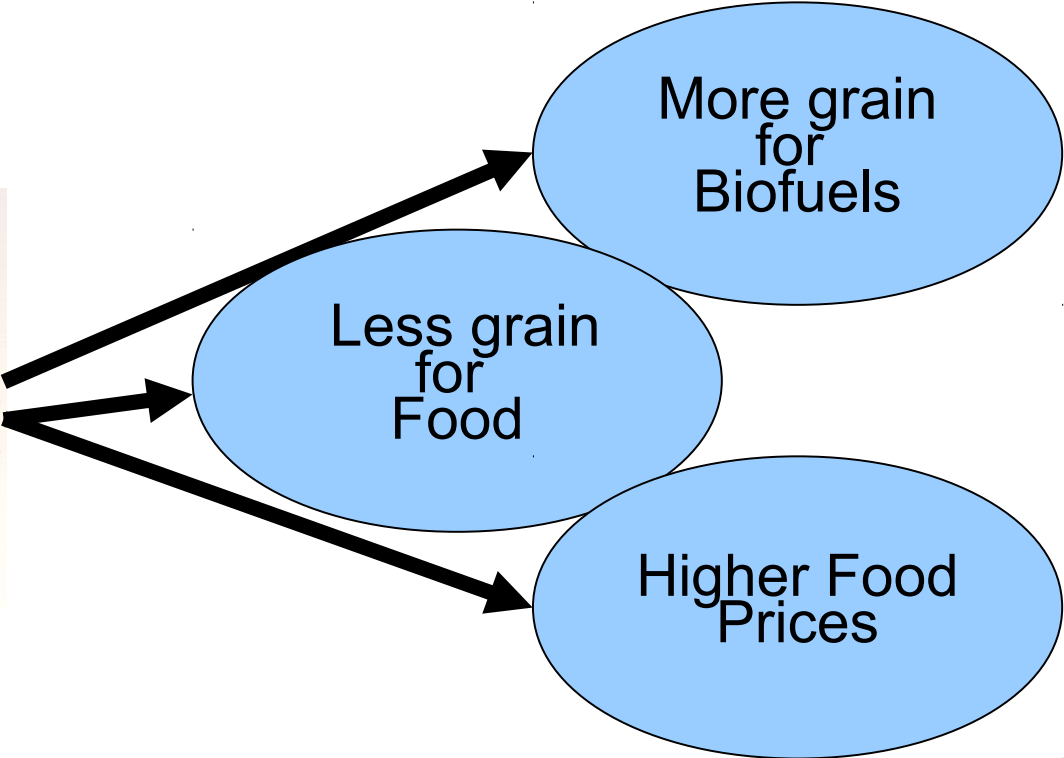 More grain
for
Biofuels
Less grain
for
Food
Higher Food
Prices